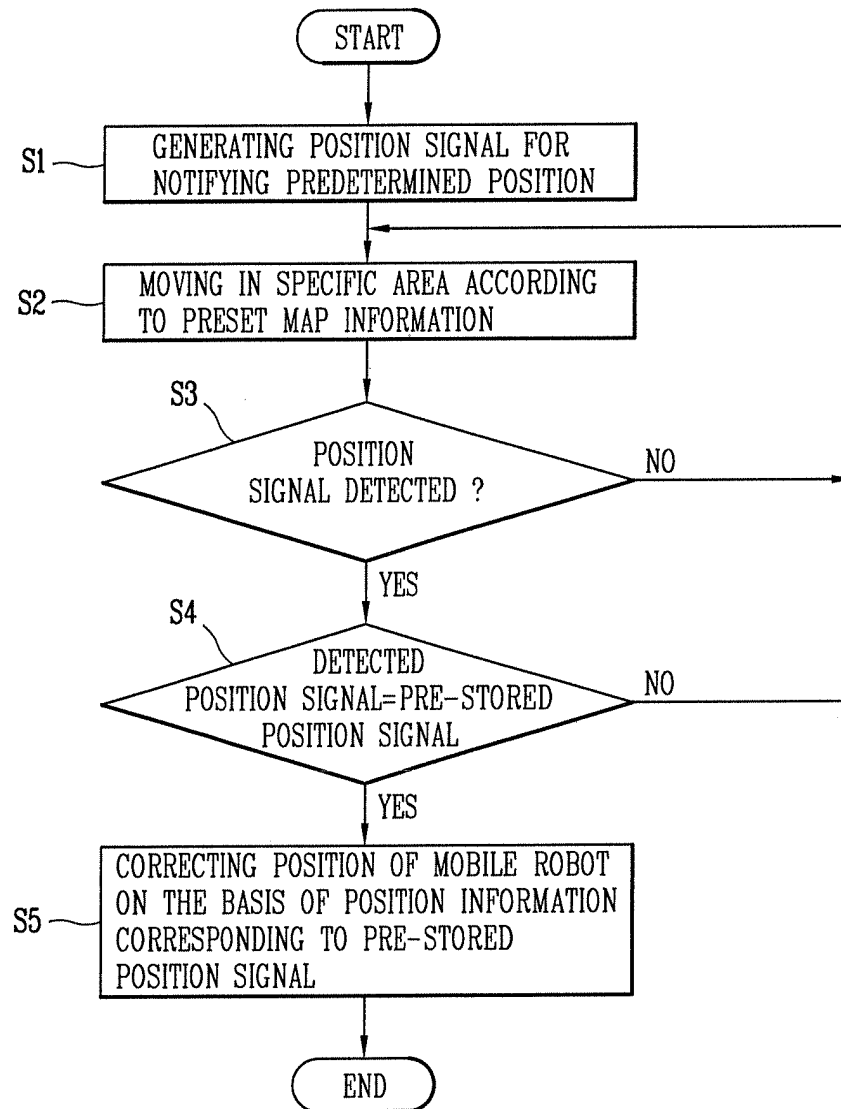 START
S1
GENERATING POSITION SIGNAL FOR
NOTIFYING PREDETERMINED POSITION
S2
MOVING IN SPECIFIC AREA ACCORDING
TO PRESET MAP INFORMATION
S3
POSITION
SIGNAL DETECTED ?
NO
YES
S4
DETECTED
POSITION SIGNAL=PRE-STORED
POSITION SIGNAL
NO
YES
S5
CORRECTING POSITION OF MOBILE ROBOT
ON THE BASIS OF POSITION INFORMATION
CORRESPONDING TO PRE-STORED
POSITION SIGNAL
END